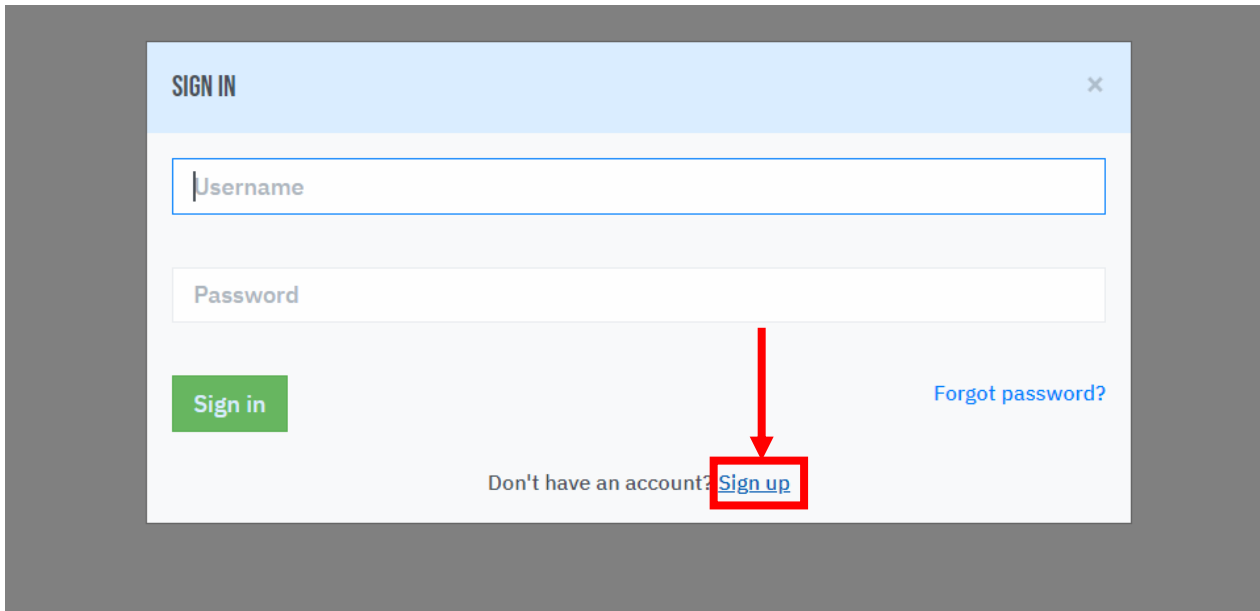 SIGN IN
×
Username
Password
Sign in
Forgot password?
Don't have an account? Sign up